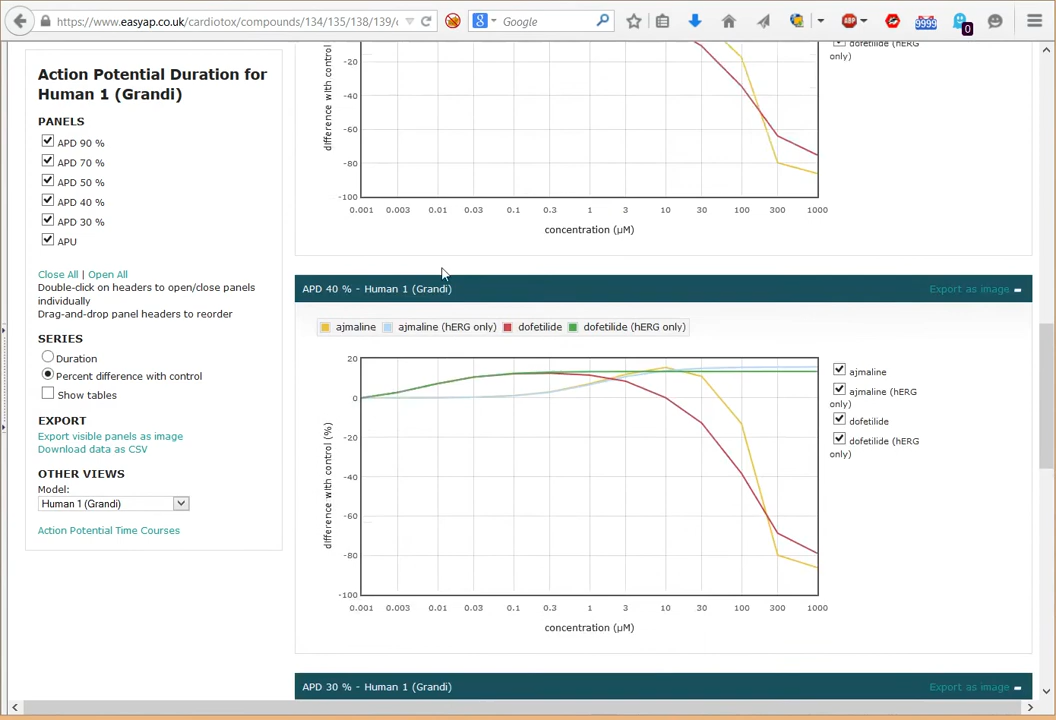 https://www.easyap.co.uk/cardiotox/compounds/134/135/138/139/c
Google
ABP
9999
0
Action Potential Duration for
Human 1 (Grandi)
PANELS
APD 90 %
APD 70 %
APD 50 %
APD 40 %
APD 30 %
APU
Close All | Open All
Double-click on headers to open/close panels
individually
Drag-and-drop panel headers to reorder
SERIES
Duration
Percent difference with control
Show tables
EXPORT
Export visible panels as image
Download data as CSV
OTHER VIEWS
Model:
Human 1 (Grandi)
Action Potential Time Courses
difference with control
-20
-40
-60
-80
-100
0.001 0.003 0.01 0.03 0.1 0.3 1 3 10 30 100 300 1000
concentration (µM)
dofetilide (hERG
only)
APD 40 % - Human 1 (Grandi)
Export as image
ajmaline ajmaline (hERG only) dofetilide dofetilide (hERG only)
difference with control (%)
20
0
-20
-40
-60
-80
-100
0.001 0.003 0.01 0.03 0.1 0.3 1 3 10 30 100 300 1000
concentration (µM)
ajmaline
ajmaline (hERG
only)
dofetilide
dofetilide (hERG
only)
APD 30 % - Human 1 (Grandi)
Export as image